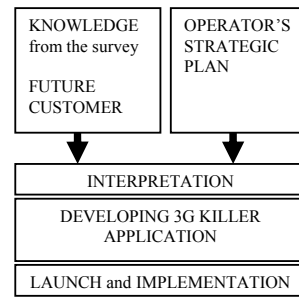 KNOWLEDGE
from the survey
FUTURE
CUSTOMER
OPERATOR'S
STRATEGIC
PLAN
INTERPRETATION
DEVELOPING 3G KILLER
APPLICATION
LAUNCH and IMPLEMENTATION